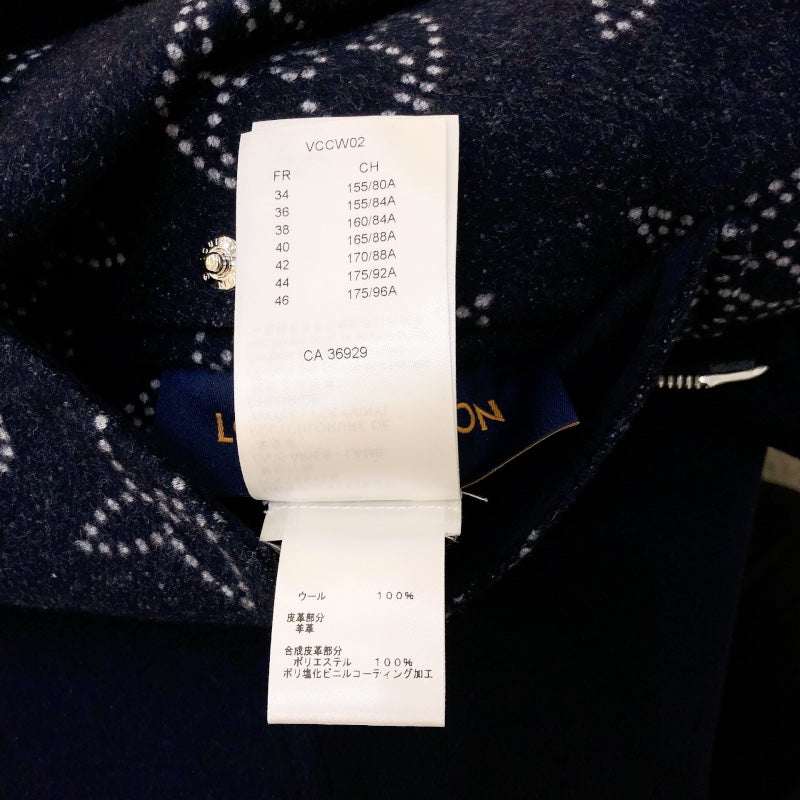 VCCW02
FR CH
34 155/80A
36 155/84A
38 160/84A
40 165/88A
42 170/88A
44 175/92A
46 175/96A
CA 36929
ウール 100%
皮革部分
羊革
合成皮革部分
ポリエステル 100%
ポリ塩化ビニルコーティング加工